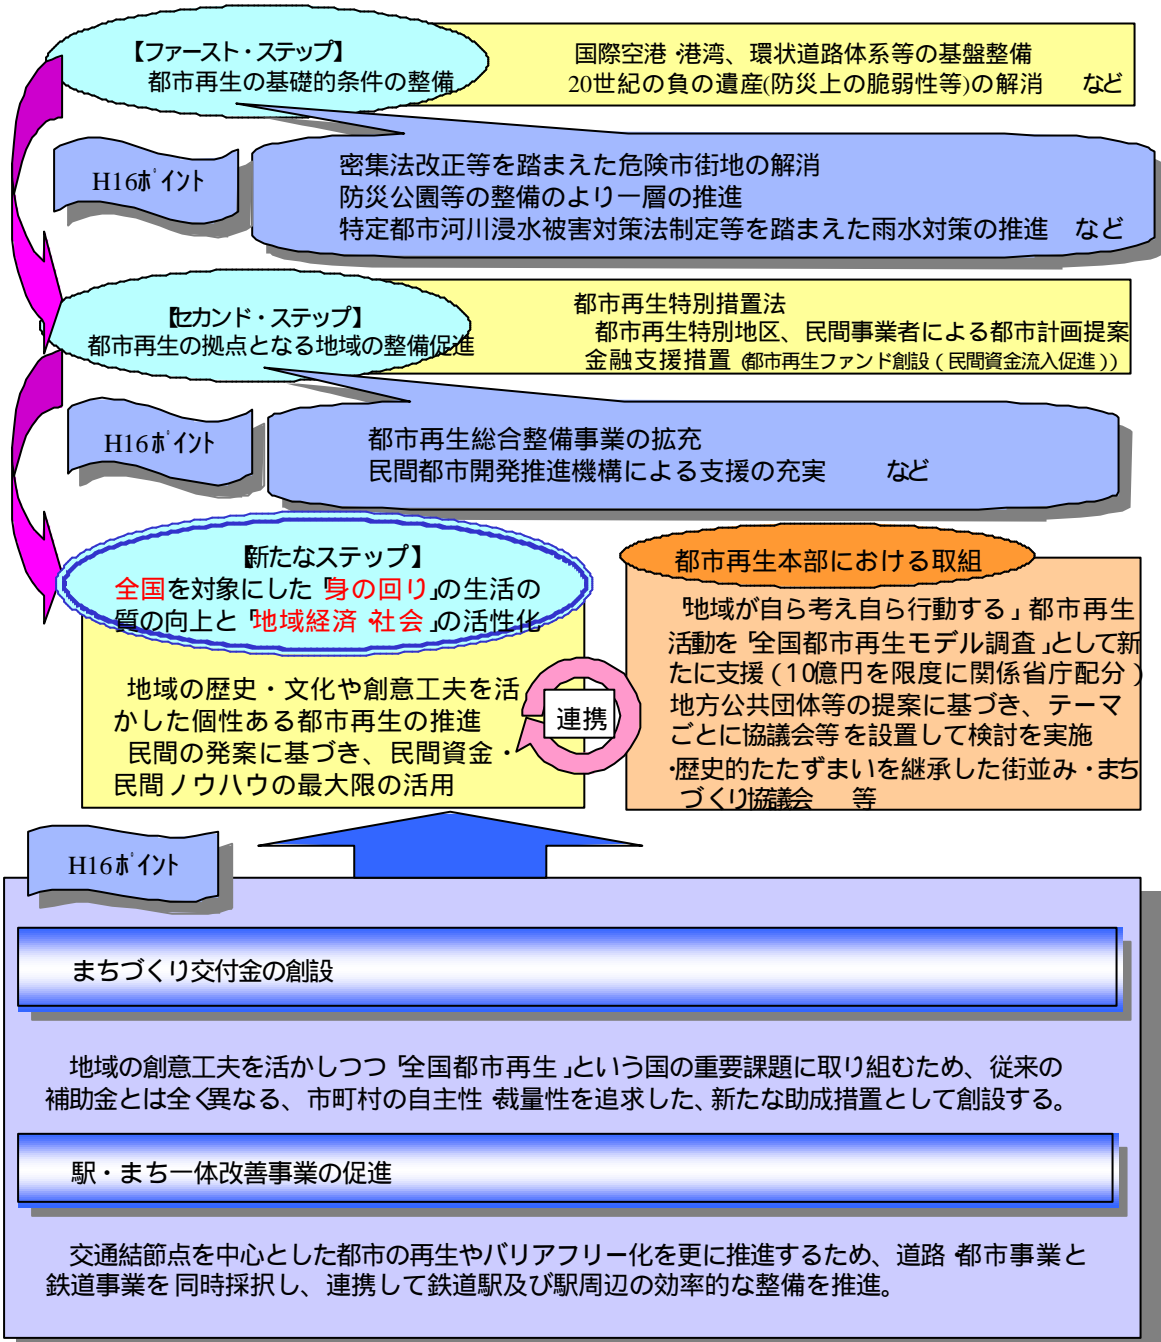 【ファースト・ステップ】
都市再生の基礎的条件の整備
国際空港・港湾、環状道路体系等の基盤整備
20世紀の負の遺産(防災上の脆弱性等)の解消　など
H16ﾎﾟｲﾝﾄ
密集法改正等を踏まえた危険市街地の解消
防災公園等の整備のより一層の推進
特定都市河川浸水被害対策法制定等を踏まえた雨水対策の推進　など
【セカンド・ステップ】
都市再生の拠点となる地域の整備促進
都市再生特別措置法
都市再生特別地区、民間事業者による都市計画提案
金融支援措置（都市再生ファンド創設（民間資金流入促進））
H16ﾎﾟｲﾝﾄ
都市再生総合整備事業の拡充
民間都市開発推進機構による支援の充実　など
【新たなステップ】
全国を対象にした「身の回り」の生活の
質の向上と「地域経済・社会」の活性化
地域の歴史・文化や創意工夫を活
かした個性ある都市再生の推進
民間の発案に基づき、民間資金・
民間ノウハウの最大限の活用
連携
都市再生本部における取組
「地域が自ら考え自ら行動する」都市再生
活動を「全国都市再生モデル調査」として新
たに支援（10億円を限度に関係省庁配分）
地方公共団体等の提案に基づき、テーマ
ごとに協議会等を設置して検討を実施
・歴史的たたずまいを継承した街並み・まち
づくり協議会　等
H16ﾎﾟｲﾝﾄ
まちづくり交付金の創設
地域の創意工夫を活かしつつ「全国都市再生」という国の重要課題に取り組むため、従来の
補助金とは全く異なる、市町村の自主性・裁量性を追求した、新たな助成措置として創設する。
駅・まち一体改善事業の促進
交通結節点を中心とした都市の再生やバリアフリー化を更に推進するため、道路・都市事業と
鉄道事業を同時採択し、連携して鉄道駅及び駅周辺の効率的な整備を推進。